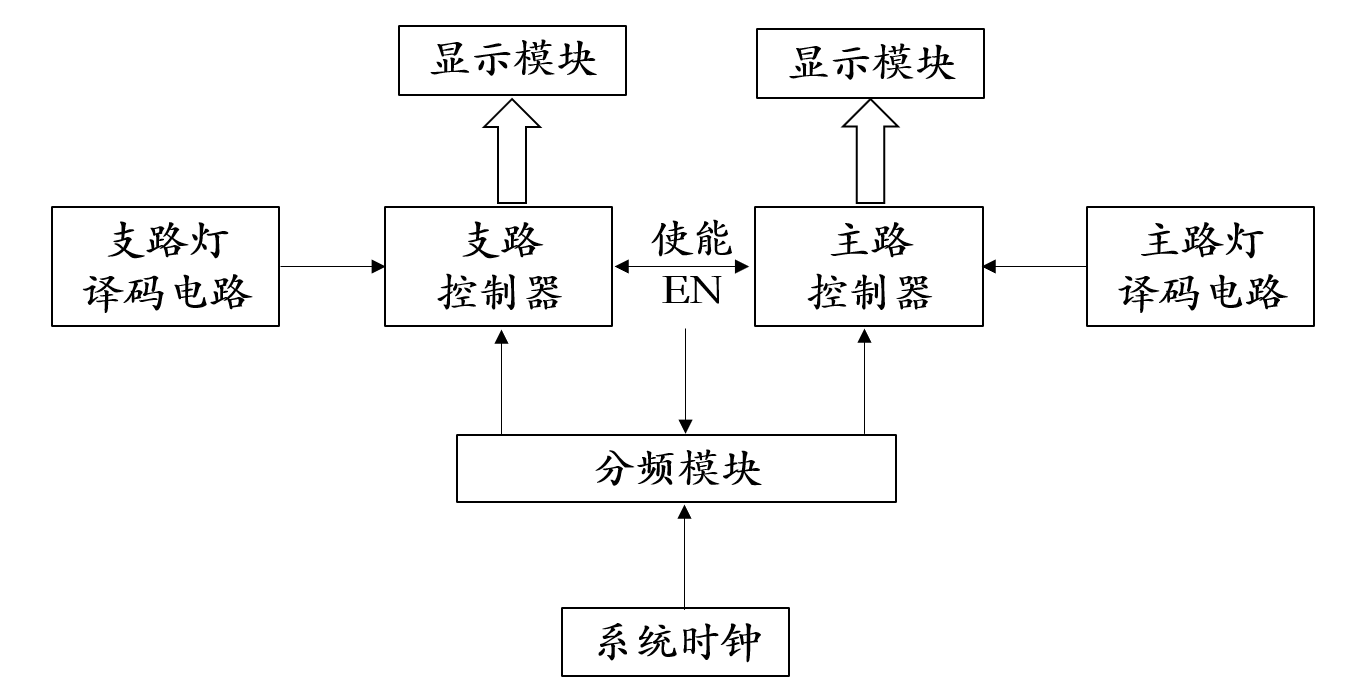 显示模块
显示模块
支路灯
译码电路
支路
控制器
使能
EN
主路
控制器
主路灯
译码电路
分频模块
系统时钟